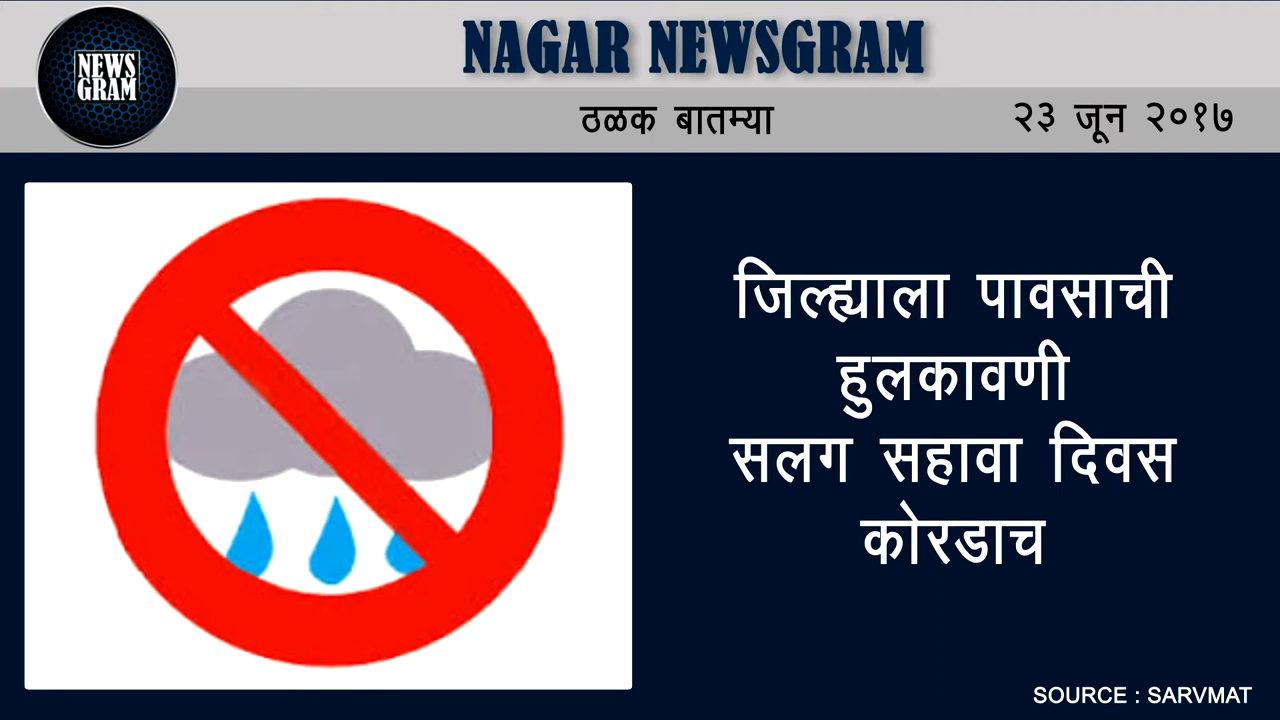 NEWS
GRAM
NAGAR NEWSGRAM
ठळक बातम्या
२३ जून २०१७
जिल्ह्याला पावसाची
हुलकावणी
सलग सहावा दिवस
कोरडाच
SOURCE : SARVMAT